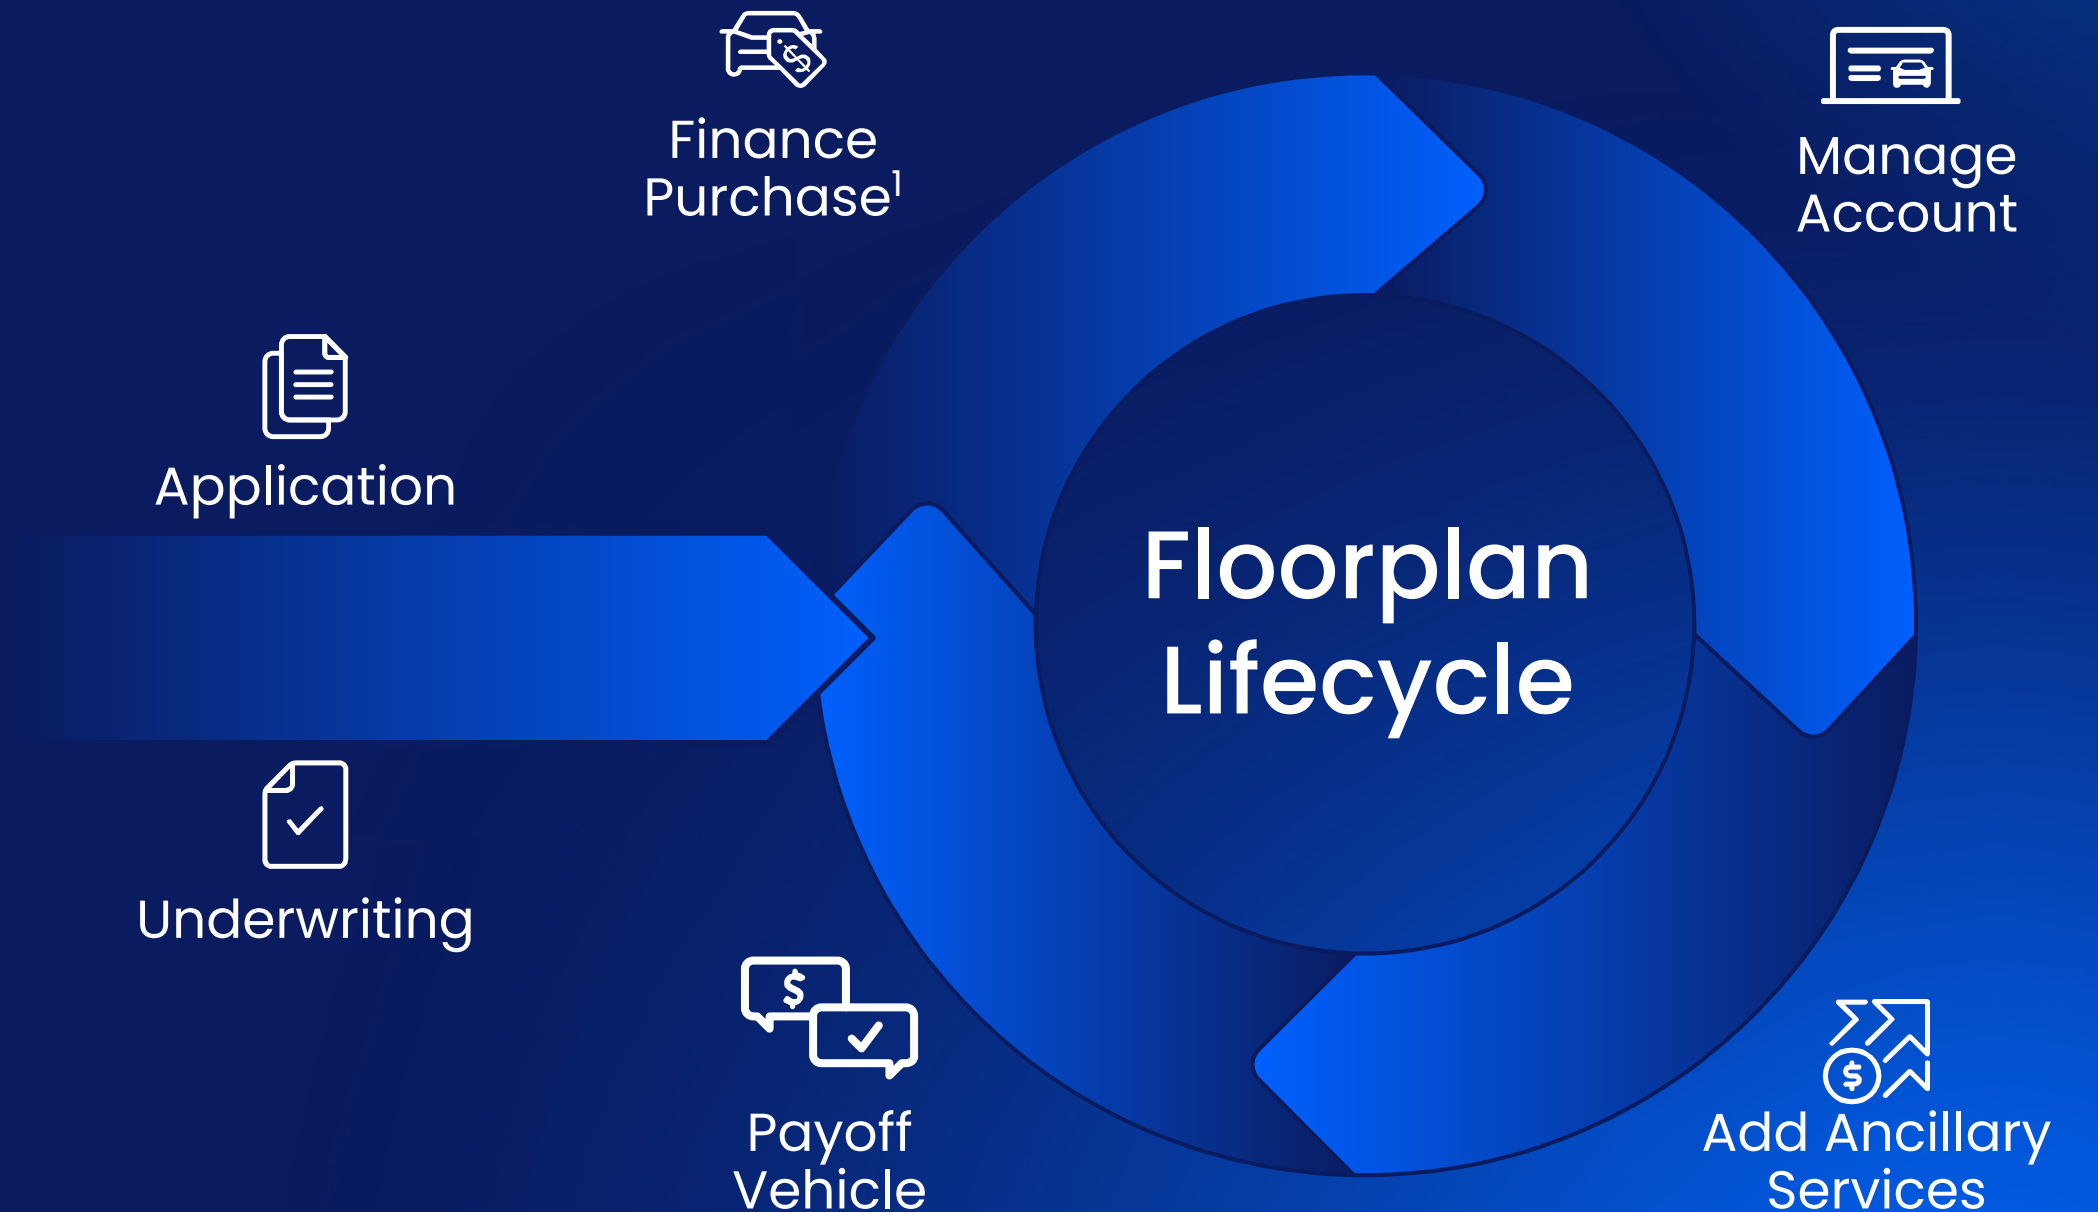 Finance
Purchase¹
Manage
Account
Application
Floorplan
Lifecycle
Underwriting
$
Payoff
Vehicle
$
Add Ancillary
Services